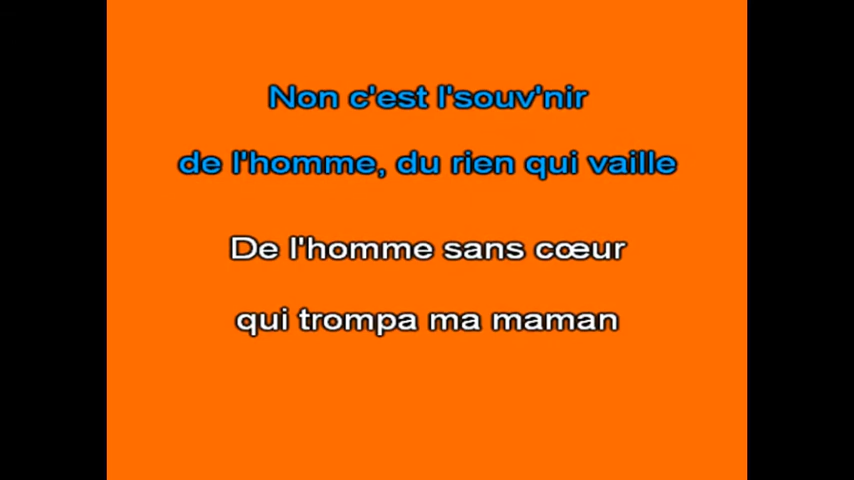 Non c'est l'souv'nir
de l'homme, du rien qui vaille
De l'homme sans cœur
qui trompa ma maman